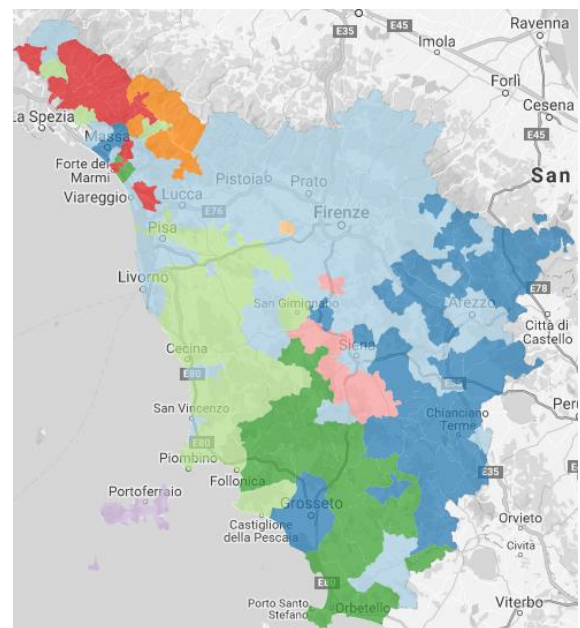 E45
E35
Ravenna
Imola
Forlì
Cesena
E45
La Spezia
Massa
Forte dei
Marmi
Viareggio
Pistoia
Prato
San
Lucca
E76
Firenze
Pisa
Livorno
San Gimignano
E78
Arezzo
Città di
Castello
Siena
Cecina
E80
E35
Chianciano
Terme
San Vincenzo
E80
Piombino
Follonica
E35
Portoferraio
Grosseto
Orvieto
Castiglione
della Pescaia
Civita
E80
Porto Santo
Stefano
Orbetello
Viterbo